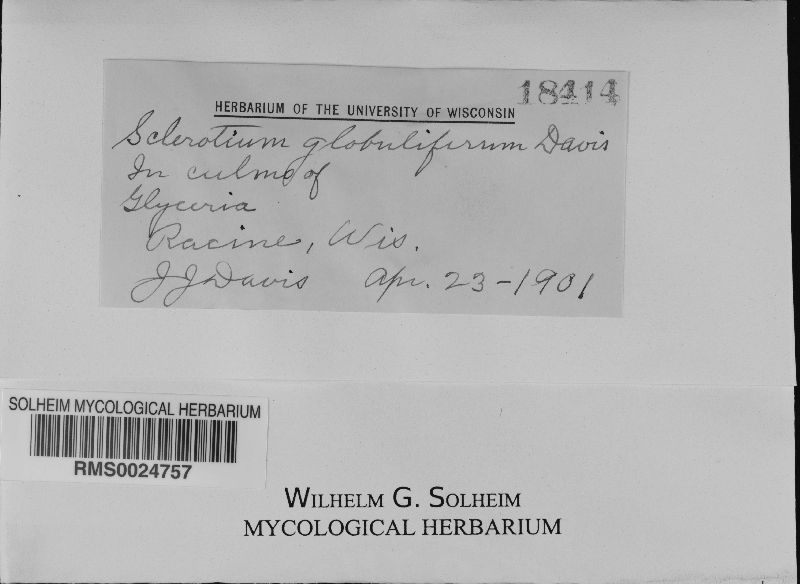 18414
HERBARIUM OF THE UNIVERSITY OF WISCONSIN
Sclerotium globuliferum Davis
In culms of
Glyceria
Racine, Wis.
J J Davis Apr. 23-1901
SOLHEIM MYCOLOGICAL HERBARIUM
RMS0024757
WILHELM G. SOLHEIM
MYCOLOGICAL HERBARIUM